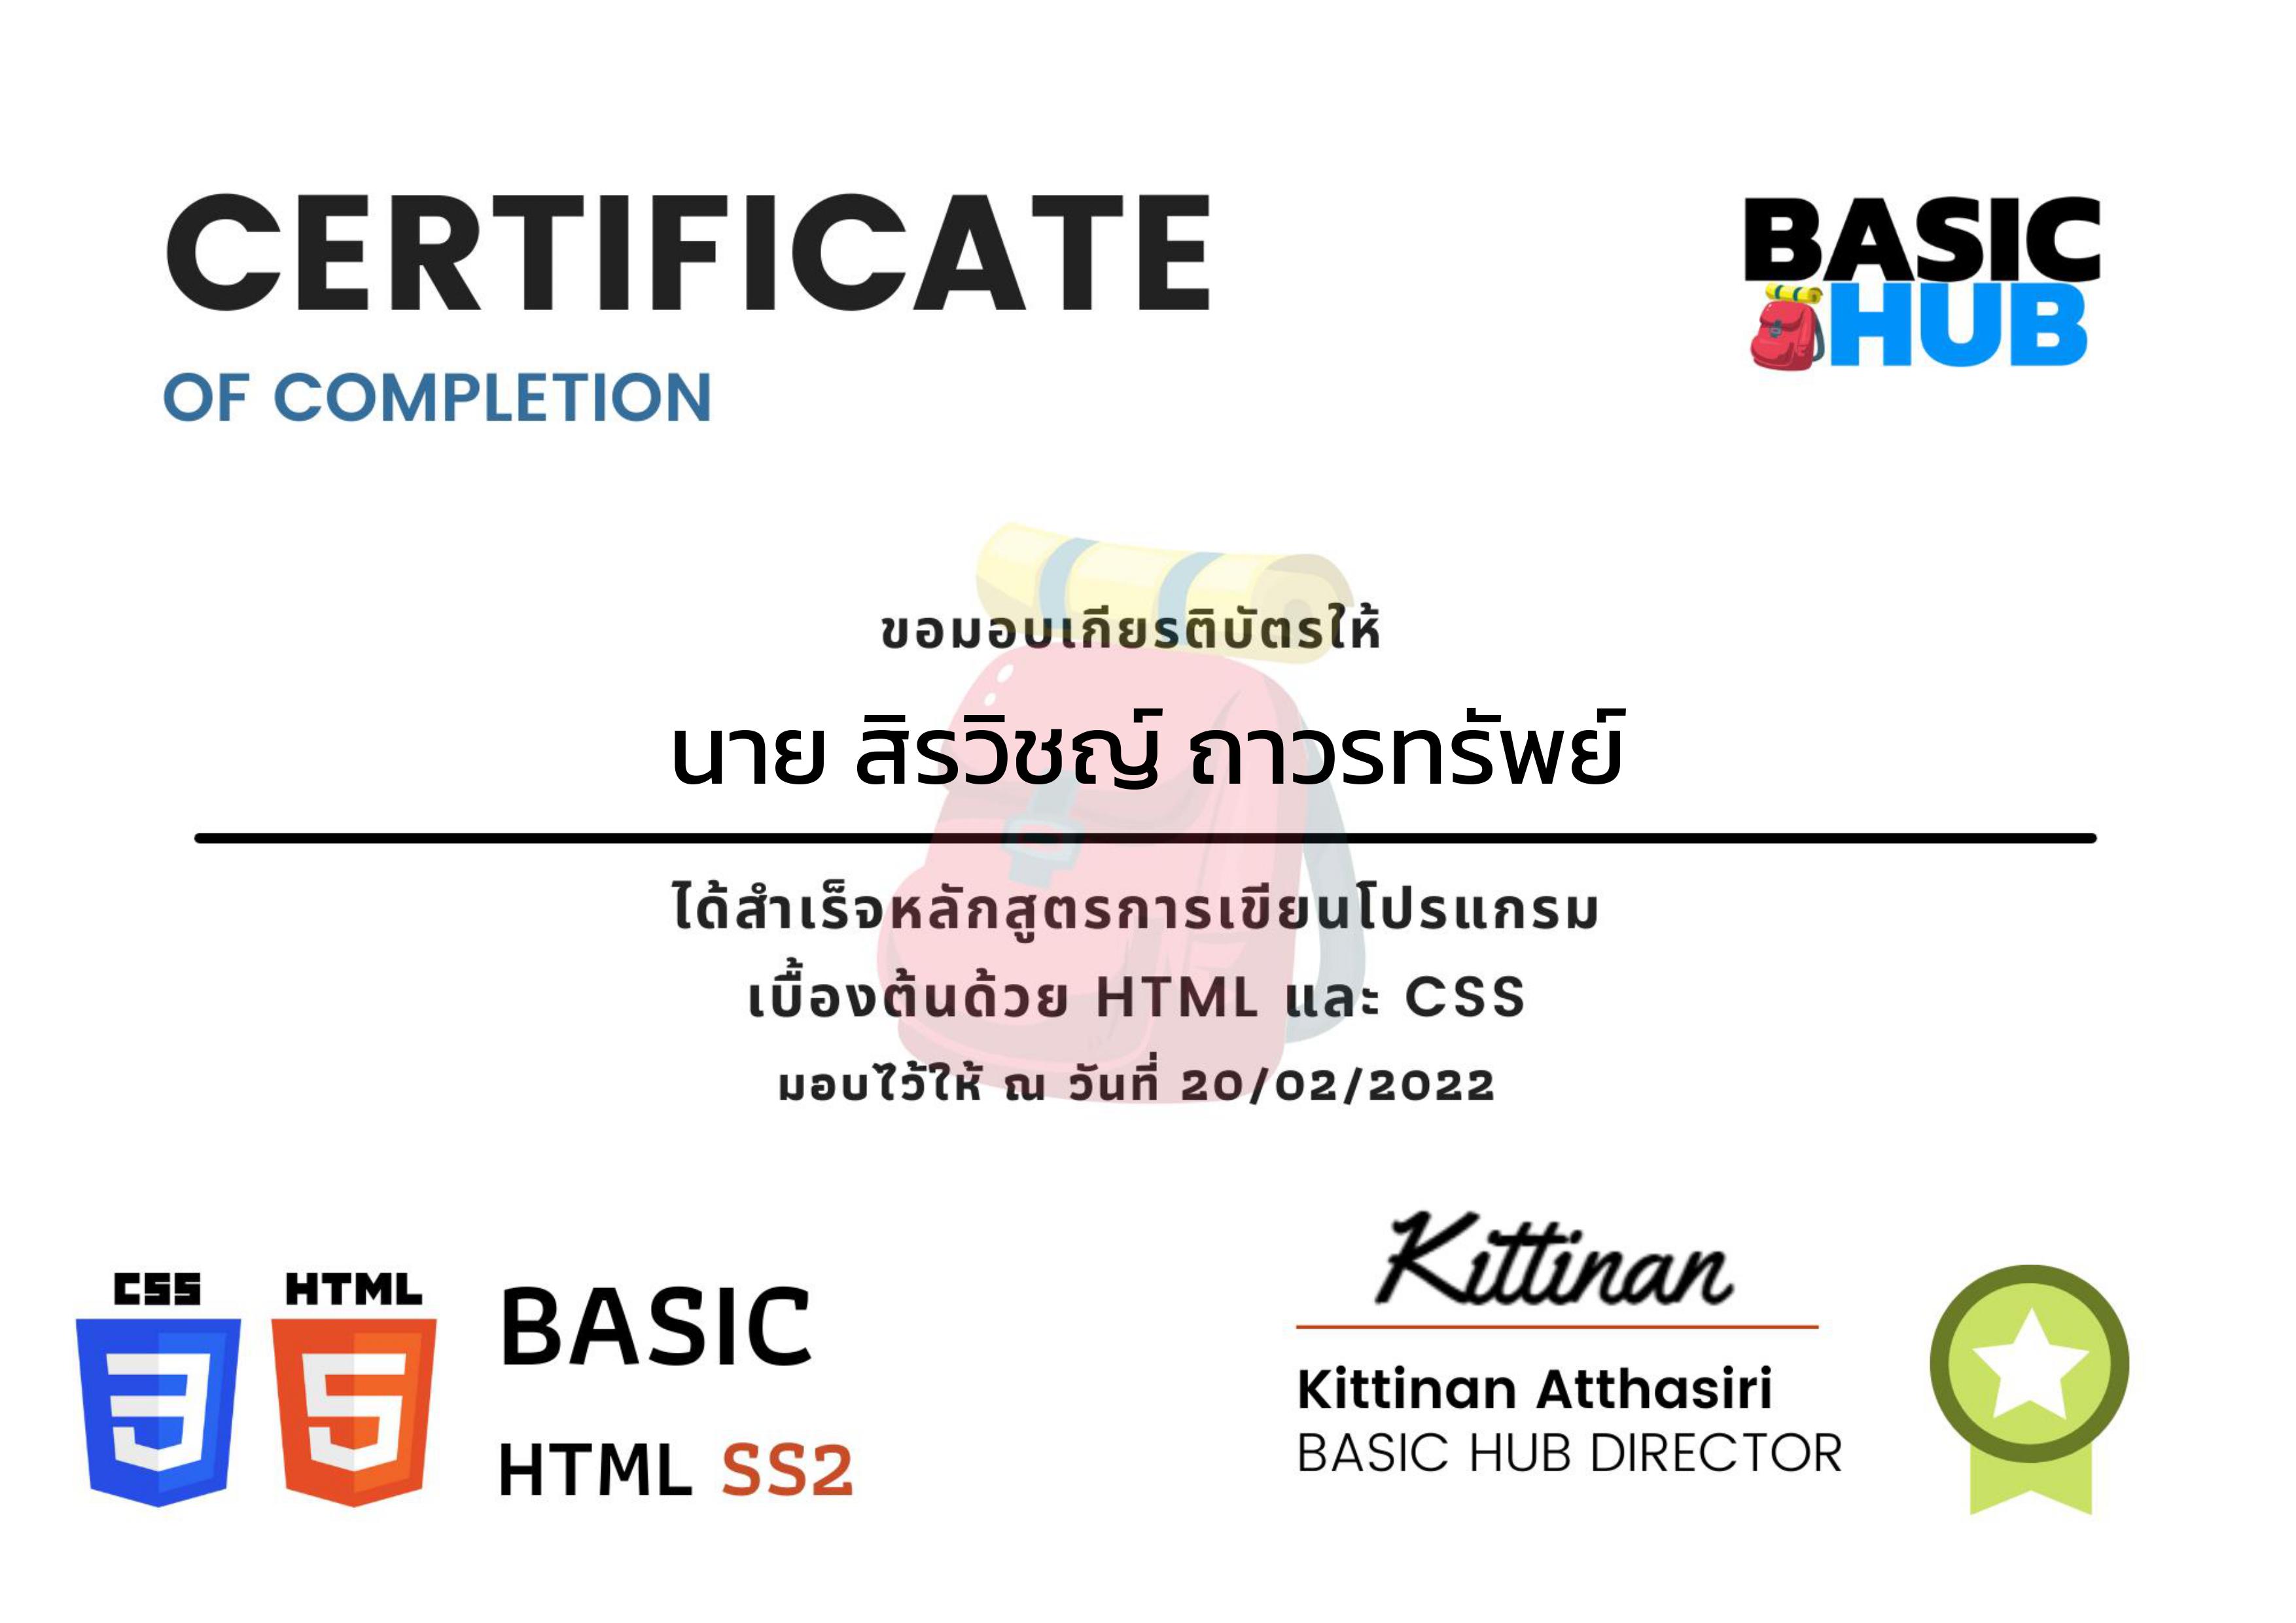 CERTIFICATE
OF COMPLETION
BASIC
HUB
ขอมอบเกียรติบัตรให้
นาย สิรวิชญ์ ถาวรทรัพย์
ได้สำเร็จหลักสูตรการเขียนโปรแกรม
เบื้องต้นด้วย HTML และ CSS
มอบไว้ให้ ณ วันที่ 20/02/2022
CSS
3
HTML
5
BASIC
HTML SS2
Kittinan
Kittinan Atthasiri
BASIC HUB DIRECTOR